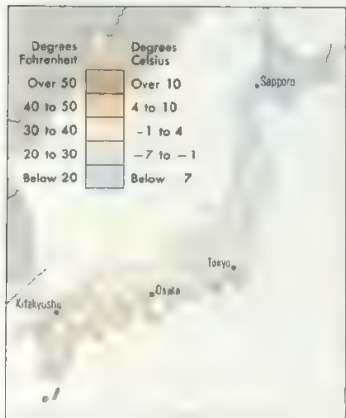 Degrees Fahrenheit
Degrees Celsius
Over 50 Over 10
40 to 50 4 to 10
30 to 40 -1 to 4
20 to 30 -7 to -1
Below 20 Below 7
Sapporo
Tokyo
Osaka
Kitakyushu